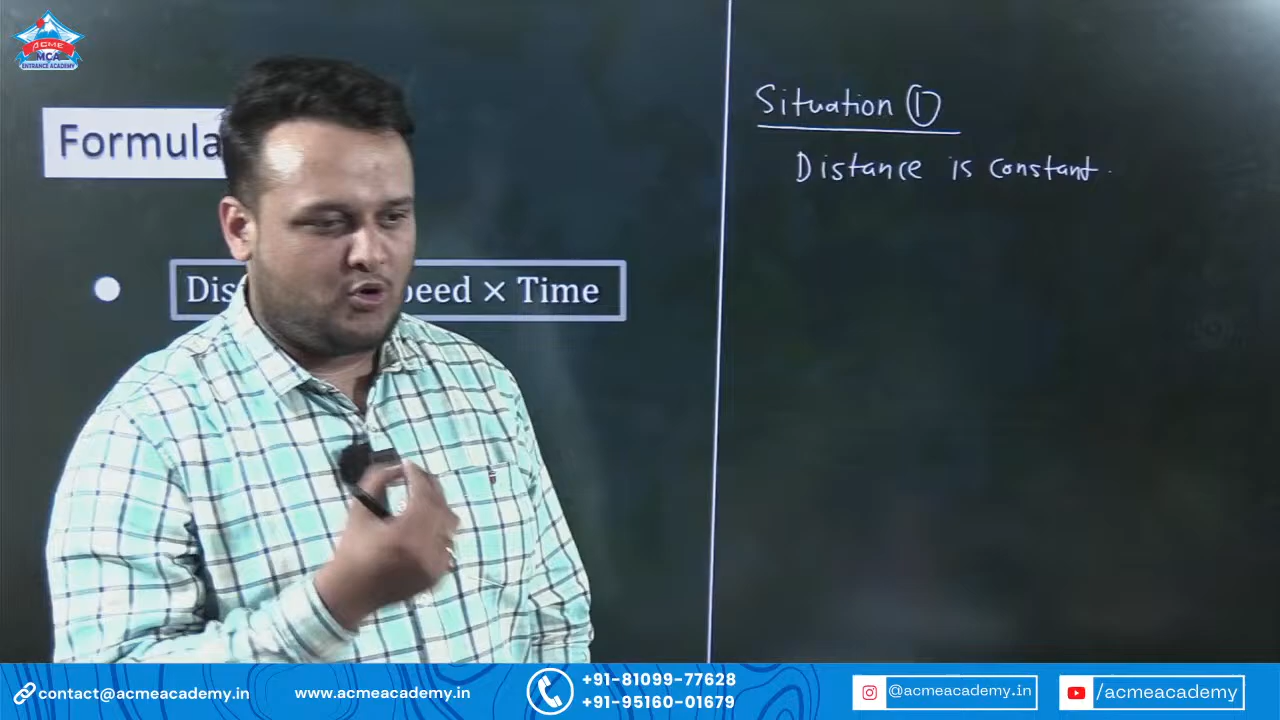 ACME
MCA
ENTRANCE ACADEMY
Formula
Dis peed × Time
Situation ①
Distance is constant.
contact@acmeacademy.in
www.acmeacademy.in
+91-81099-77628
+91-95160-01679
@acmeacademy.in
/acmeacademy